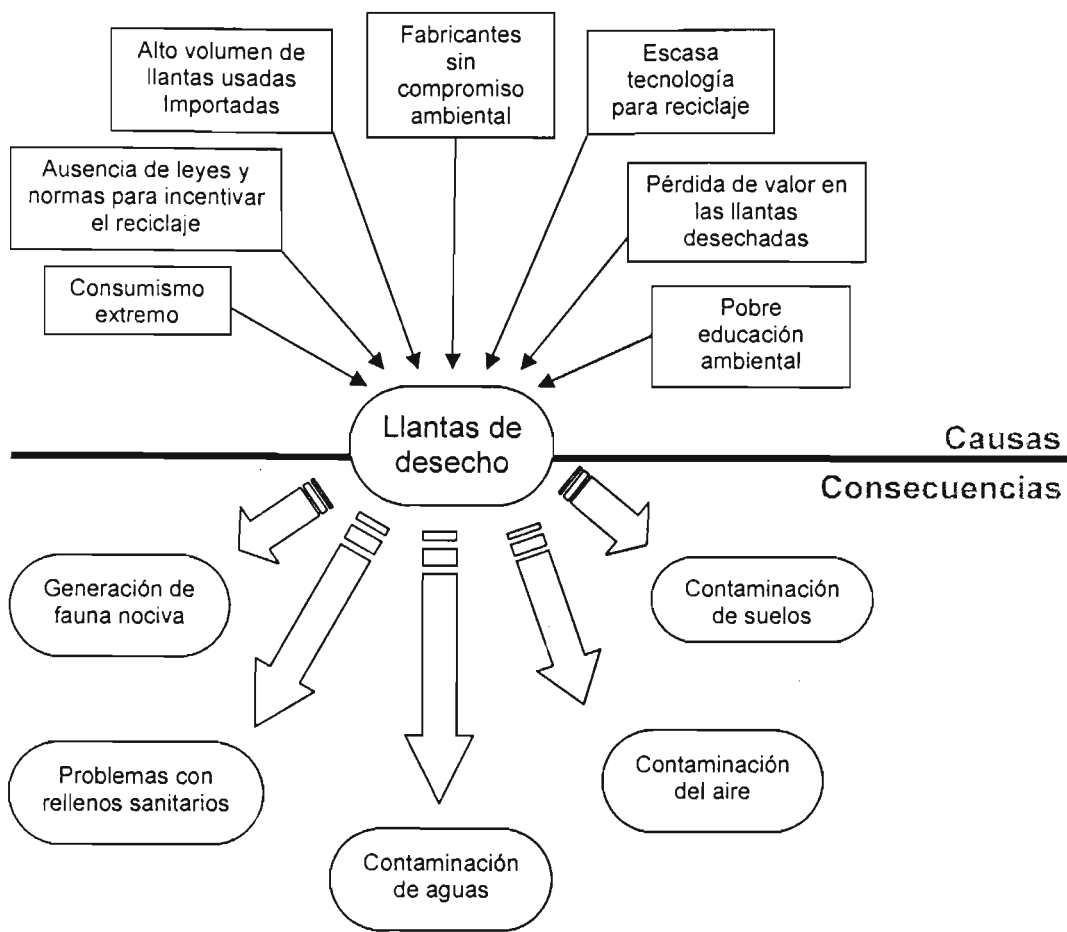 Alto volumen de
llantas usadas
Importadas
Fabricantes
sin
compromiso
ambiental
Escasa
tecnología
para reciclaje
Ausencia de leyes y
normas para incentivar
el reciclaje
Pérdida de valor en
las llantas
desechadas
Consumismo
extremo
Pobre
educación
ambiental
Llantas de
desecho
Causas
Consecuencias
Generación de
fauna nociva
Contaminación
de suelos
Problemas con
rellenos sanitarios
Contaminación
del aire
Contaminación
de aguas